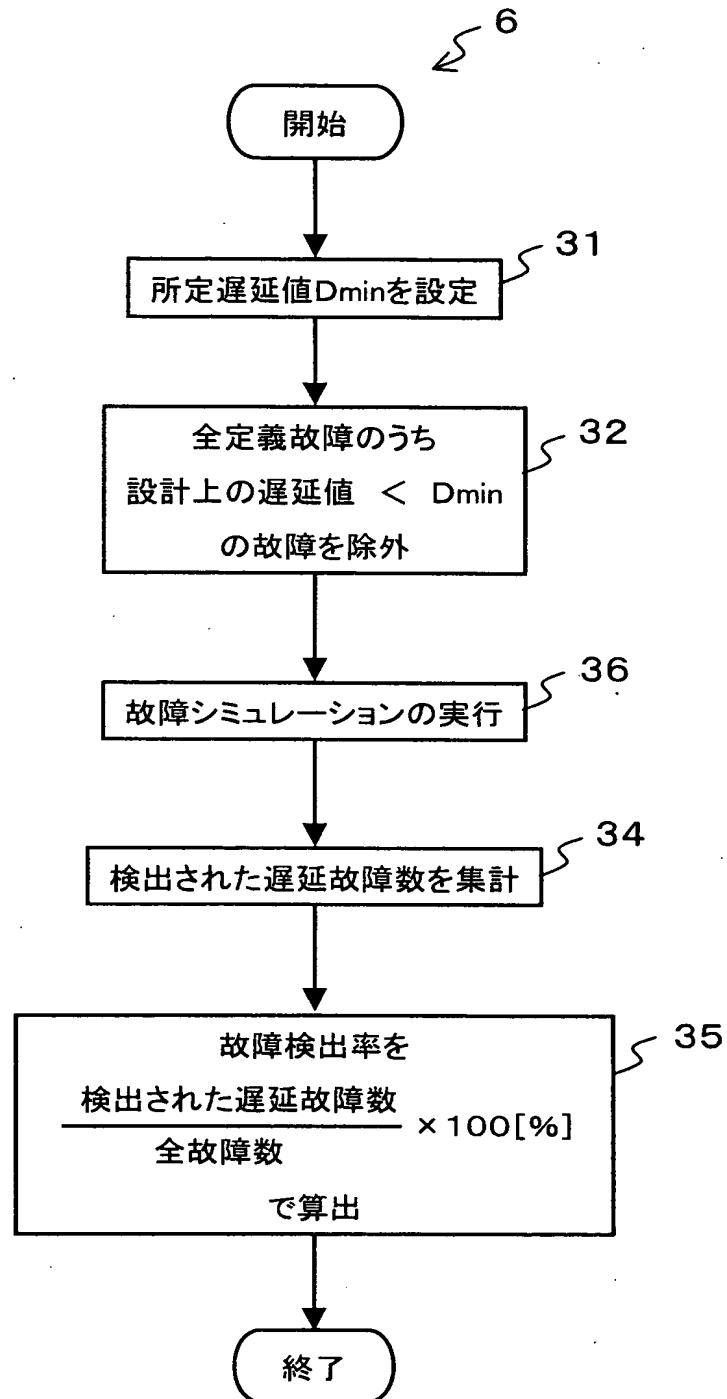 6
開始
31
所定遅延値Dminを設定
32
全定義故障のうち
設計上の遅延値 < Dmin
の故障を除外
36
故障シミュレーションの実行
34
検出された遅延故障数を集計
35
故障検出率を
検出された遅延故障数
全故障数
×100[%]
で算出
終了